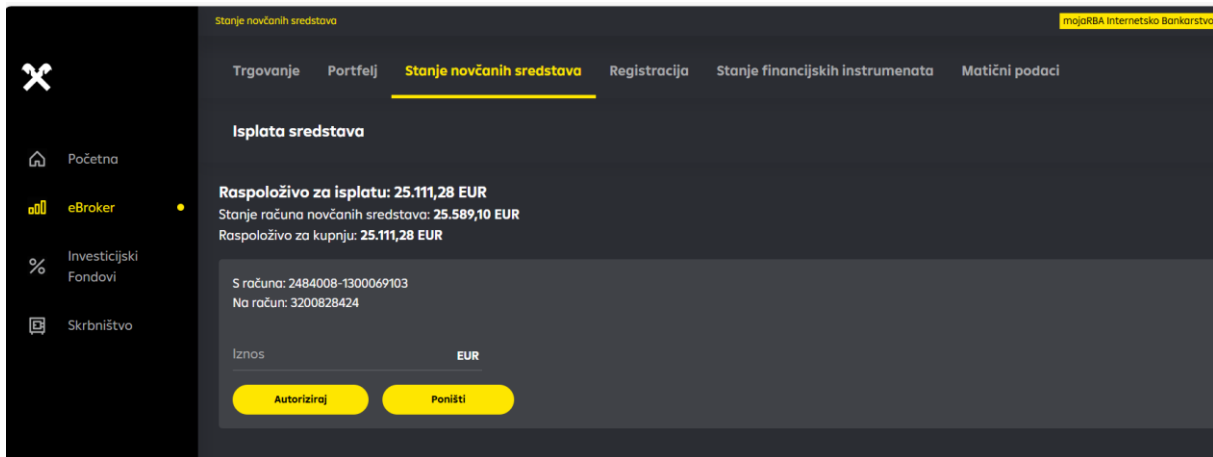 Stanje novčanih sredstava
mojaRBA Internetsko Bankarstvo
Trgovanje Portfelj Stanje novčanih sredstava Registracija Stanje financijskih instrumenata Matični podaci
Isplata sredstava
Početna
eBroker
Investicijski
Fondovi
Skrbništvo
Raspoloživo za isplatu: 25.111,28 EUR
Stanje računa novčanih sredstava: 25.589,10 EUR
Raspoloživo za kupnju: 25.111,28 EUR
S računa: 2484008-1300069103
Na račun: 3200828424
Iznos EUR
Autoriziraj Poništi